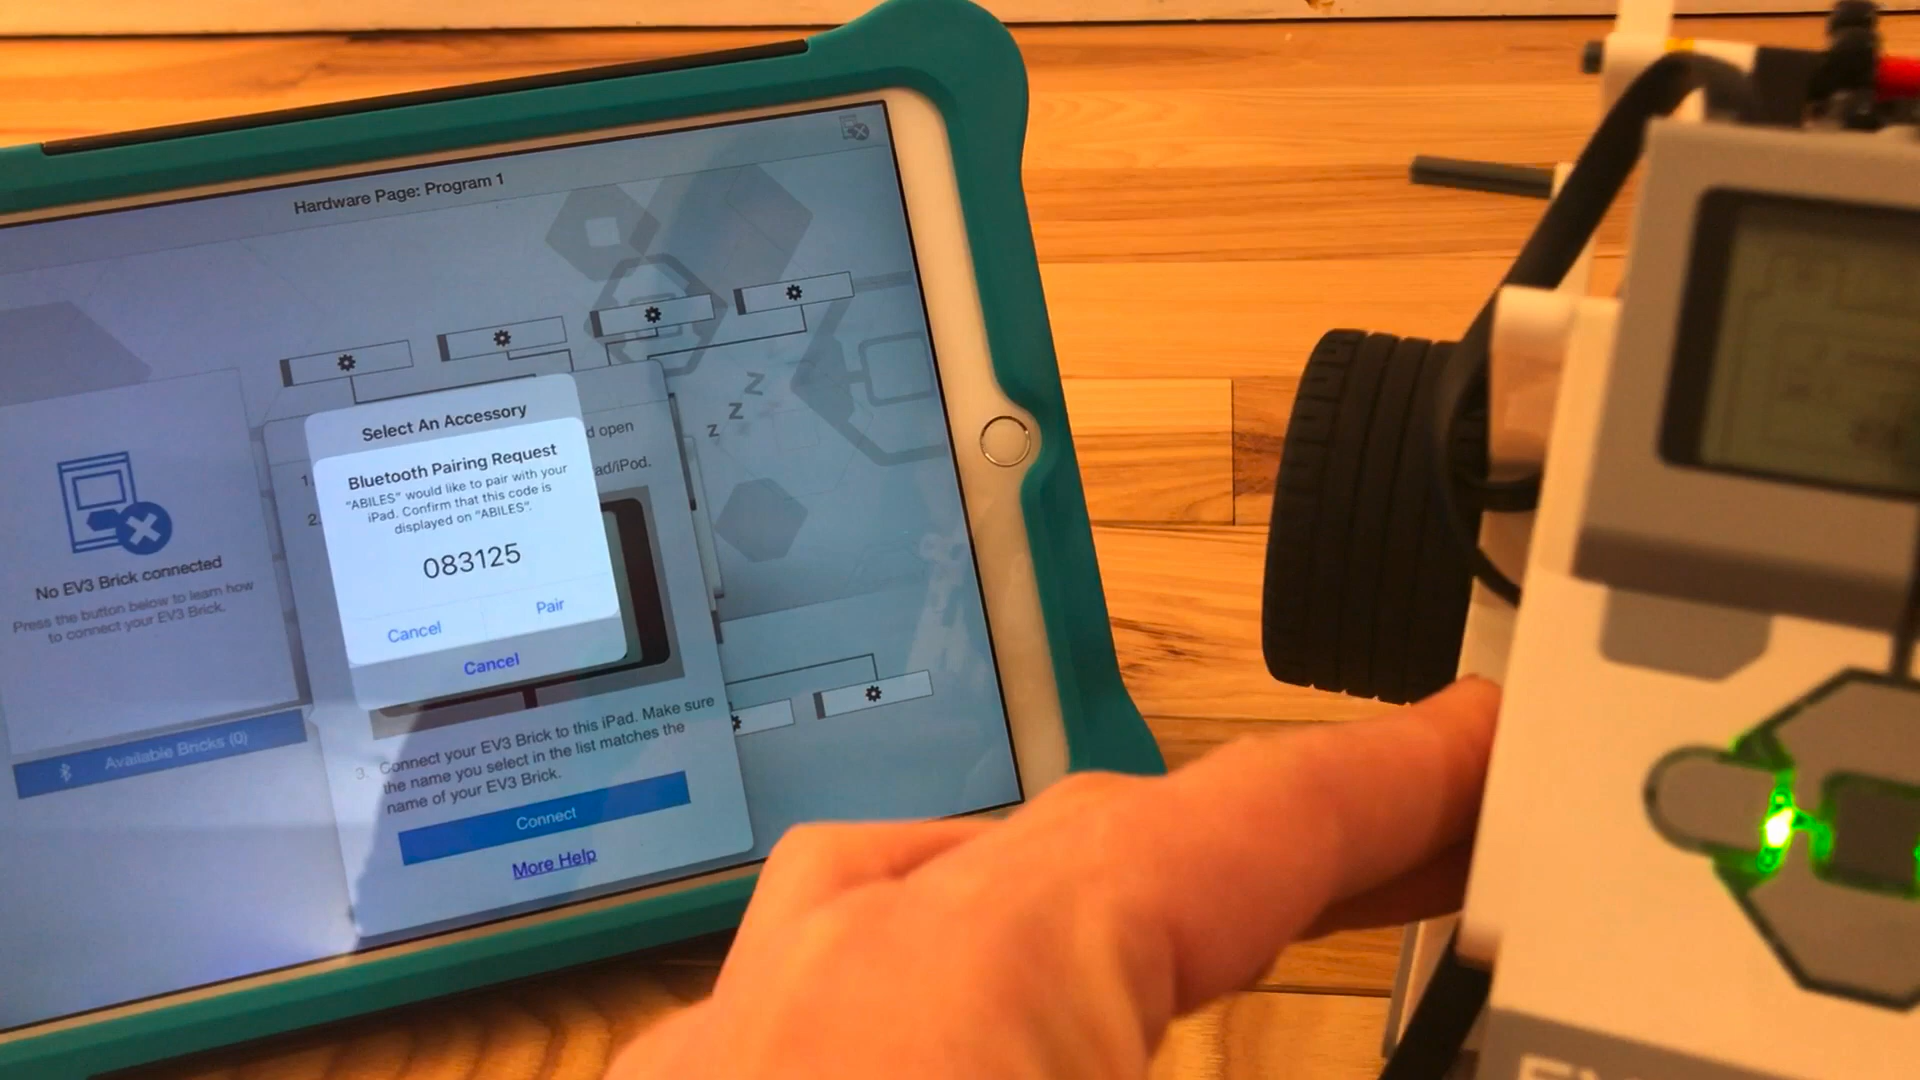 Hardware Page: Program 1
Select An Accessory
Bluetooth Pairing Request
"ABILES" would like to pair with your
iPad. Confirm that this code is
displayed on "ABILES".
083125
Cancel
Pair
Cancel
1.
d open
ad/iPod.
2.
z
z
z
No EV3 Brick connected
Press the button below to learn how
to connect your EV3 Brick.
Available Bricks (0)
3. Connect your EV3 Brick to this iPad. Make sure
the name you select in the list matches the
name of your EV3 Brick.
Connect
More Help